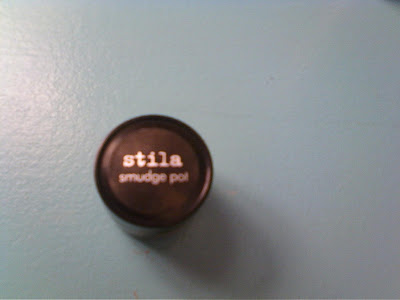 stila
smudge pot